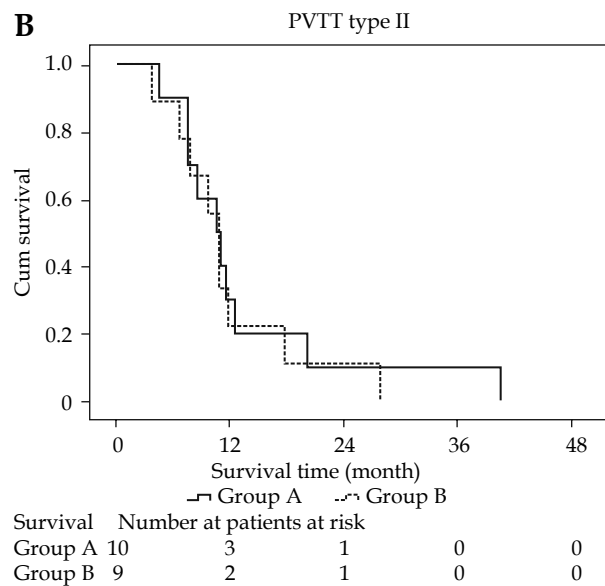 B
PVTT type II
1.0
0.8
0.6
0.4
0.2
0
Cum survival
0 12 24 36 48
Survival time (month)
Group A Group B
Survival Number at patients at risk
Group A 10 3 1 0 0
Group B 9 2 1 0 0